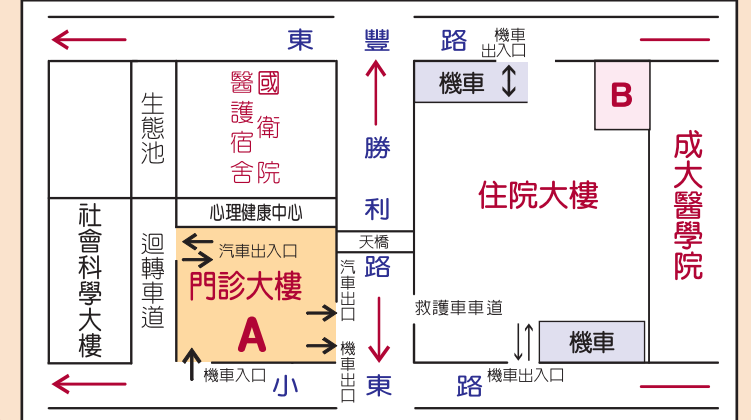 東豐路
機車
出入口
機車
B
國衛院
醫護宿舍
生態池
勝利路
成大醫學院
住院大樓
社會科學大樓
迴轉車道
心理健康中心
天橋
汽車出入口
門診大樓
A
汽車出口
救護車車道
機車出口
機車
機車入口
機車出入口
小東路